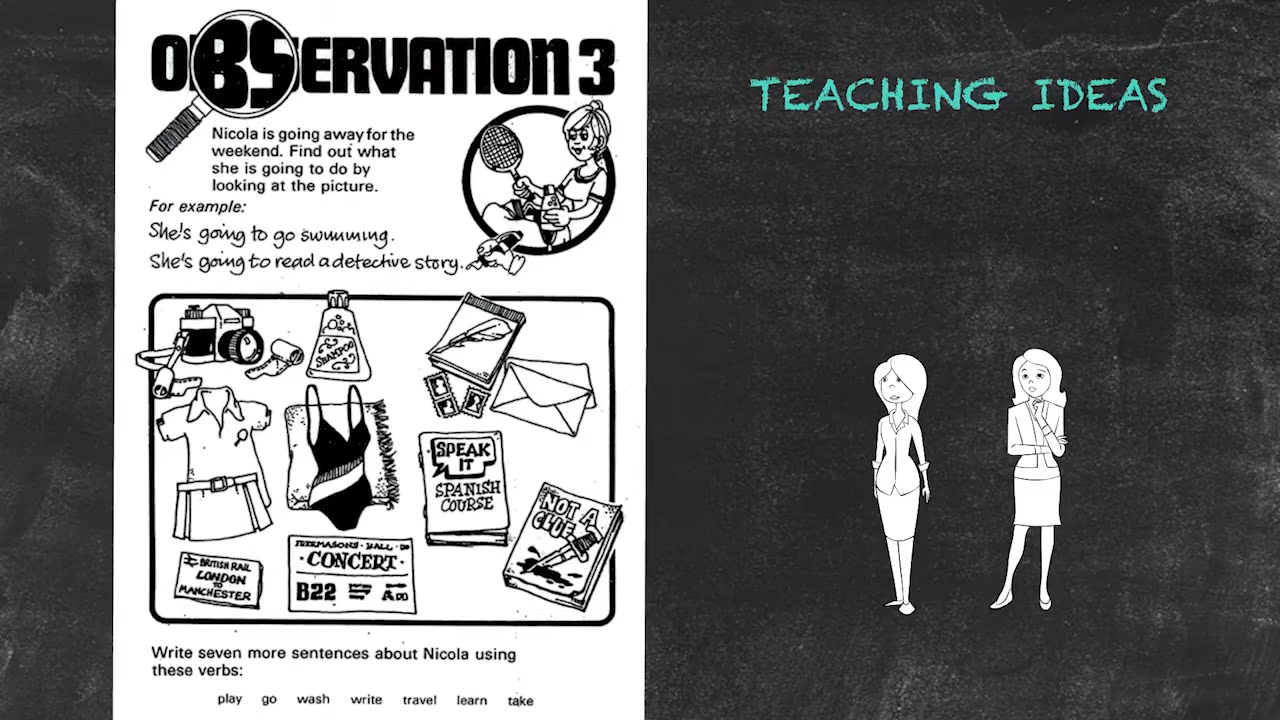 OBSERVATION 3
TEACHING IDEAS
Nicola is going away for the
weekend. Find out what
she is going to do by
looking at the picture.
For example:
She's going to go swimming.
She's going to read a detective story.
SHAMPOO
SPEAK
IT
SPANISH
COURSE
NOT A
CLUE
BRITISH RAIL
LONDON
TO
MANCHESTER
FREEMASONS HALL
CONCERT
B22
Write seven more sentences about Nicola using
these verbs:
play go wash write travel learn take